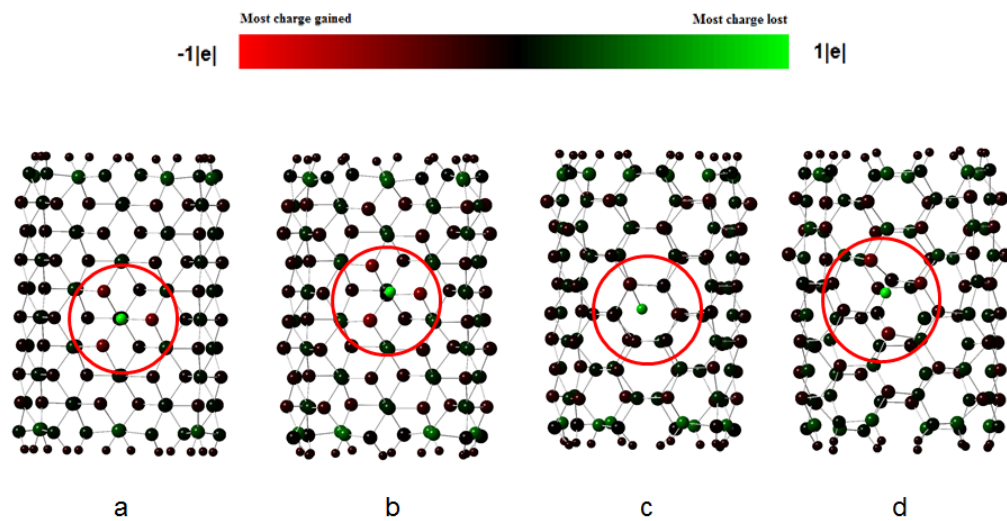 Most charge gained
Most charge lost
-1|e|
1|e|
a
b
c
d